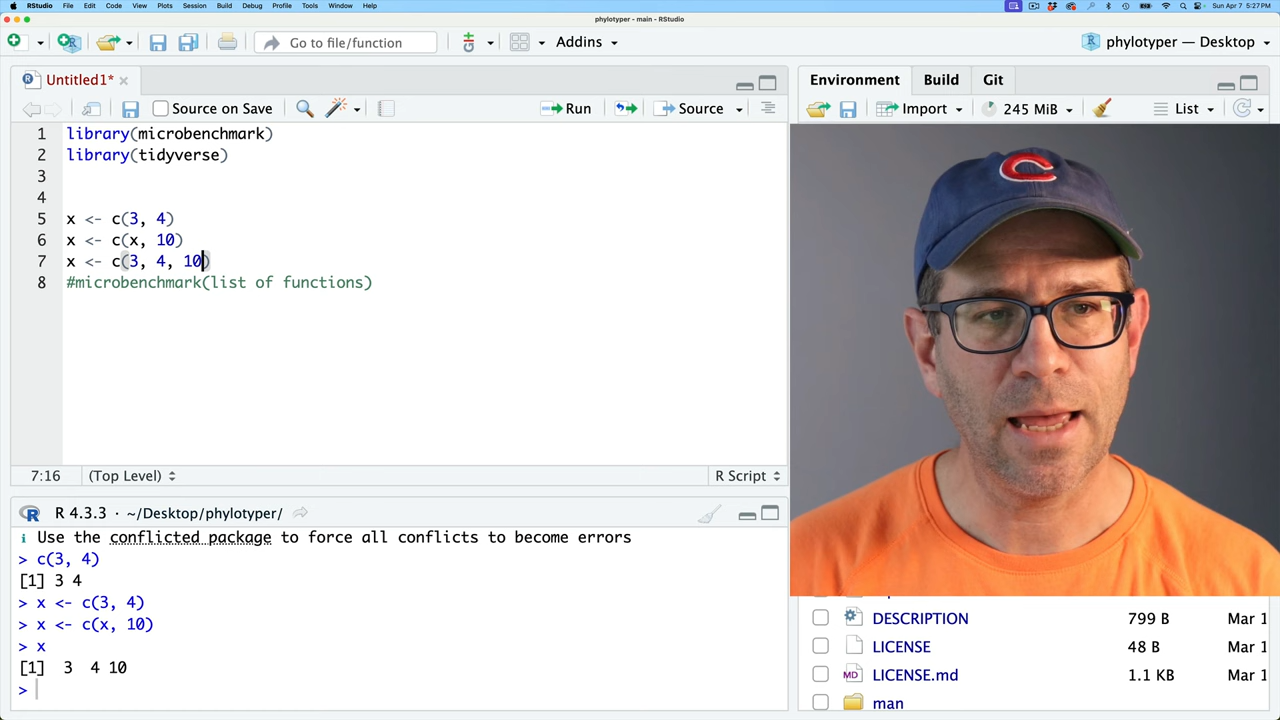 RStudio File Edit Code View Plots Session Build Debug Profile Tools Window Help Sun Apr 7 5:27 PM
phylotyper - main - RStudio
Go to file/function Addins phylotyper — Desktop
Untitled1*
Source on Save Run Source
1 library(microbenchmark)
2 library(tidyverse)
3
4
5 x <- c(3, 4)
6 x <- c(x, 10)
7 x <- c(3, 4, 10)
8 #microbenchmark(list of functions)
7:16 (Top Level) R Script
R 4.3.3 · ~/Desktop/phylotyper/
i Use the conflicted package to force all conflicts to become errors
> c(3, 4)
[1] 3 4
> x <- c(3, 4)
> x <- c(x, 10)
> x
[1]  3  4 10
>
Environment Build Git
Import 245 MiB List
C
DESCRIPTION 799 B Mar 1
LICENSE 48 B Mar 1
MD LICENSE.md 1.1 KB Mar 1
man